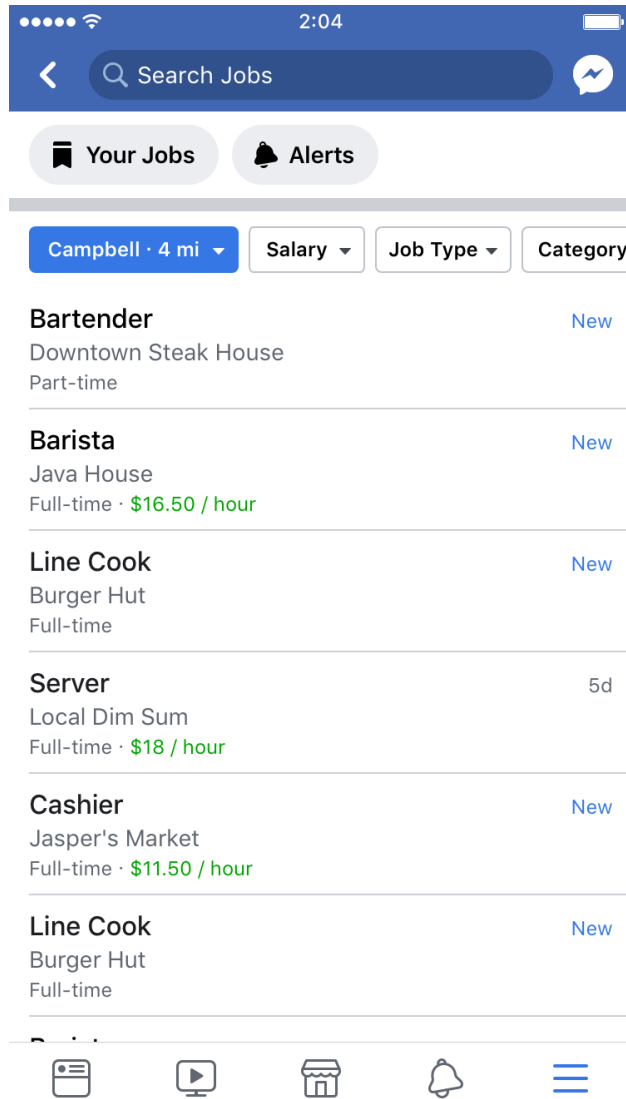 2:04
Search Jobs
Your Jobs Alerts
Campbell · 4 mi Salary Job Type Category
Bartender New
Downtown Steak House
Part-time
Barista New
Java House
Full-time · $16.50 / hour
Line Cook New
Burger Hut
Full-time
Server 5d
Local Dim Sum
Full-time · $18 / hour
Cashier New
Jasper's Market
Full-time · $11.50 / hour
Line Cook New
Burger Hut
Full-time